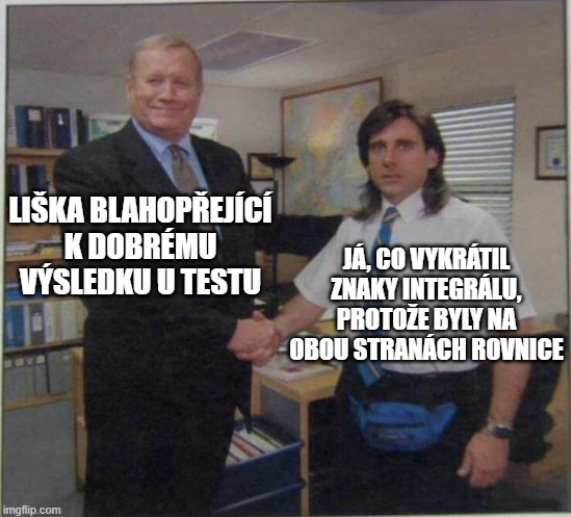 LIŠKA BLAHOPŘEJÍCÍ
K DOBRÉMU
VÝSLEDKU U TESTU
JÁ, CO VYKRÁTIL
ZNAKY INTEGRÁLU,
PROTOŽE BYLY NA
OBOU STRANÁCH ROVNICE
imgflip.com